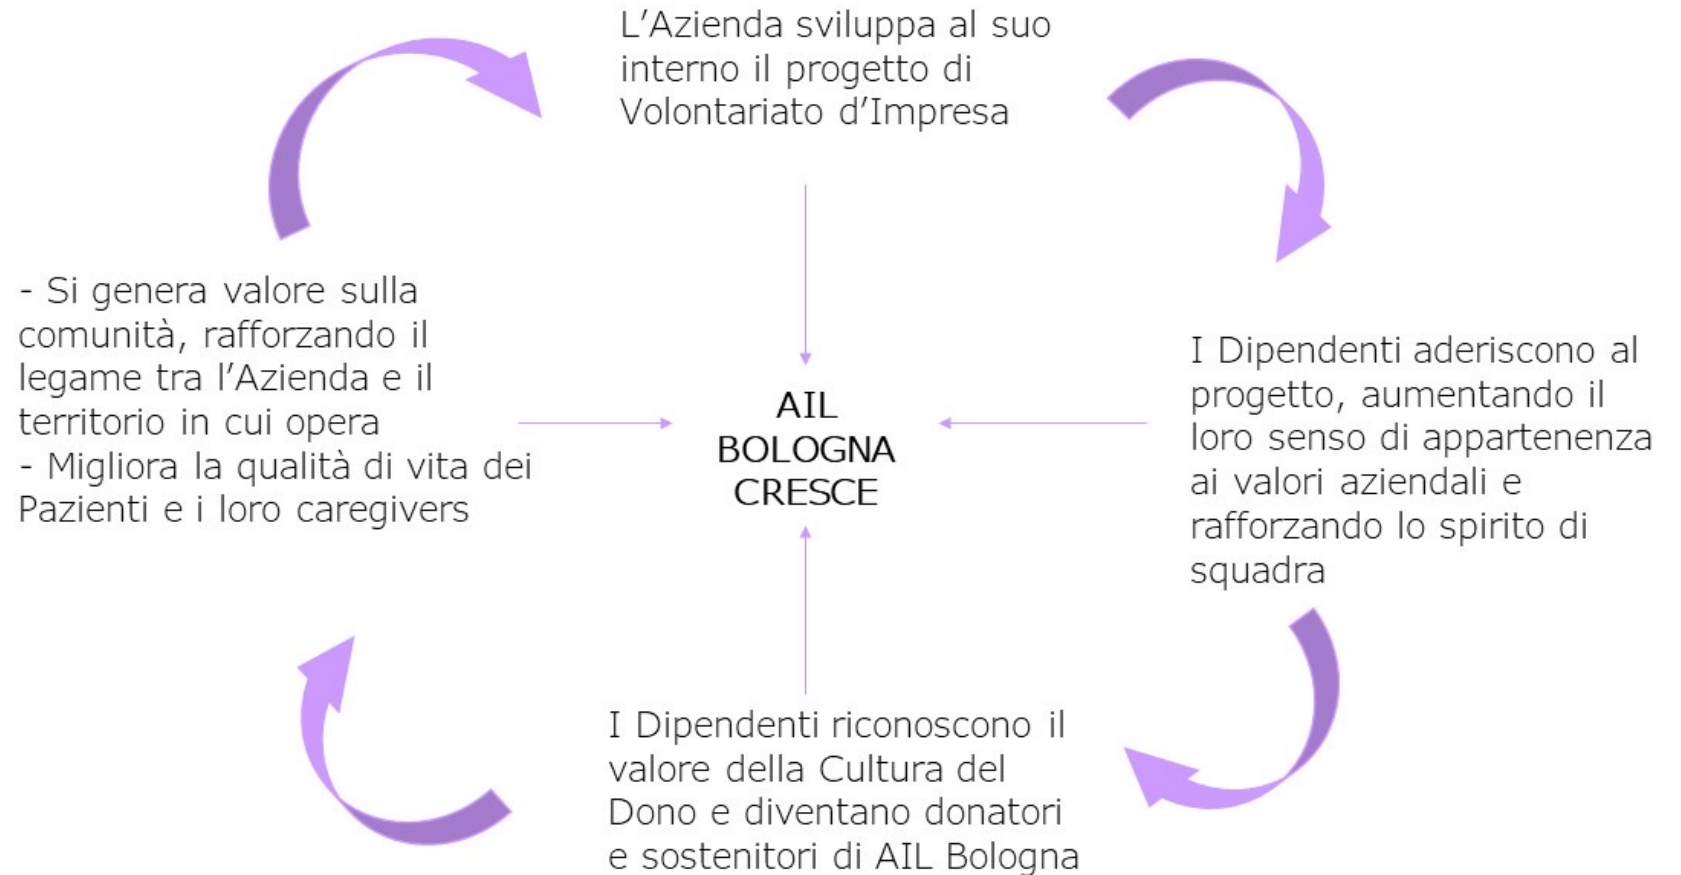 L’Azienda sviluppa al suo
interno il progetto di
Volontariato d’Impresa
- Si genera valore sulla
comunità, rafforzando il
legame tra l’Azienda e il
territorio in cui opera
- Migliora la qualità di vita dei
Pazienti e i loro caregivers
AIL
BOLOGNA
CRESCE
I Dipendenti aderiscono al
progetto, aumentando il
loro senso di appartenenza
ai valori aziendali e
rafforzando lo spirito di
squadra
I Dipendenti riconoscono il
valore della Cultura del
Dono e diventano donatori
e sostenitori di AIL Bologna